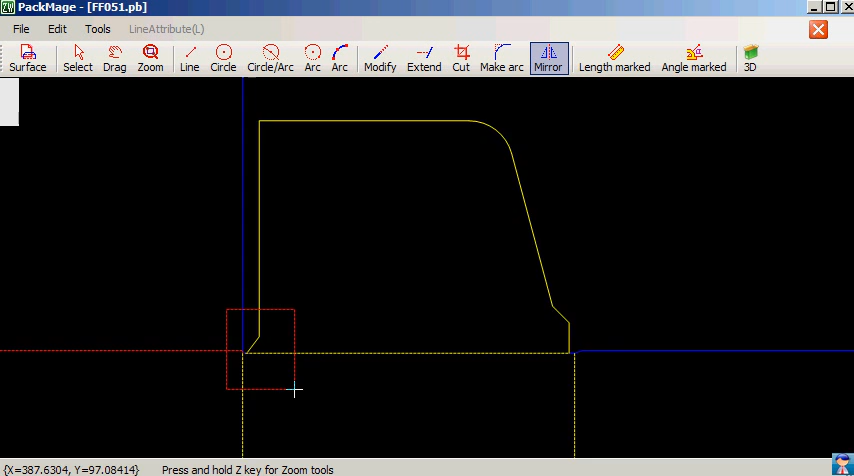 ZW PackMage - [FF051.pb]
File Edit Tools LineAttribute(L)
Surface Select Drag Zoom Line Circle Circle/Arc Arc Arc Modify Extend Cut Make arc Mirror Length marked Angle marked 3D
{X=387.6304, Y=97.08414} Press and hold Z key for Zoom tools